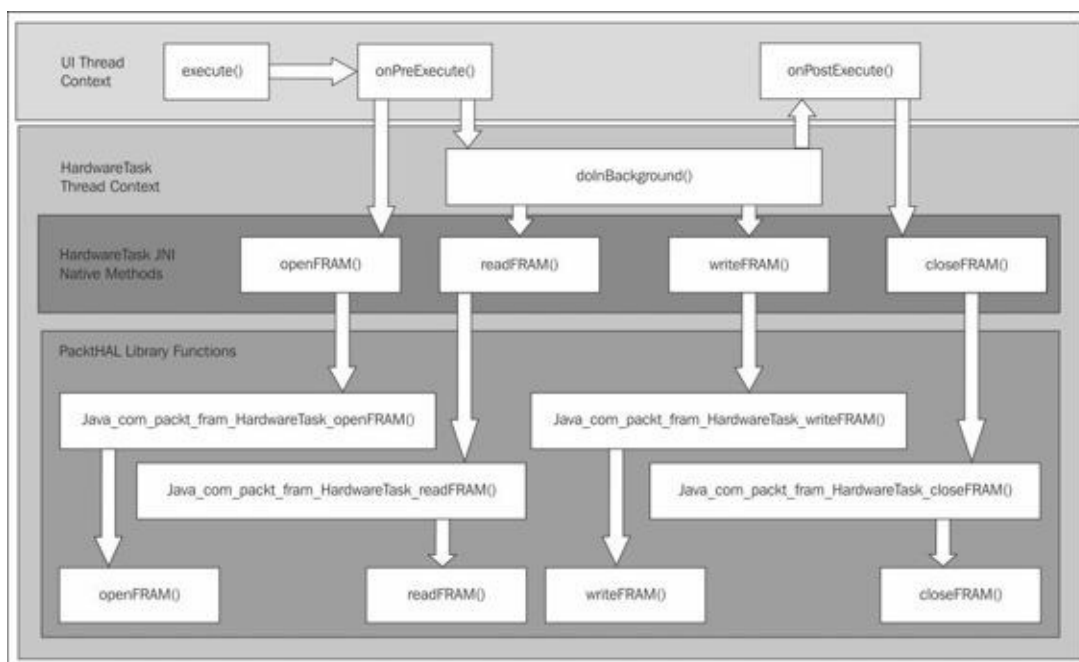 UI Thread
Context
execute()
onPreExecute()
onPostExecute()
HardwareTask
Thread Context
doInBackground()
HardwareTask JNI
Native Methods
openFRAM()
readFRAM()
writeFRAM()
closeFRAM()
PacktHAL Library Functions
Java_com_packt_fram_HardwareTask_openFRAM()
Java_com_packt_fram_HardwareTask_writeFRAM()
Java_com_packt_fram_HardwareTask_readFRAM()
Java_com_packt_fram_HardwareTask_closeFRAM()
openFRAM()
readFRAM()
writeFRAM()
closeFRAM()